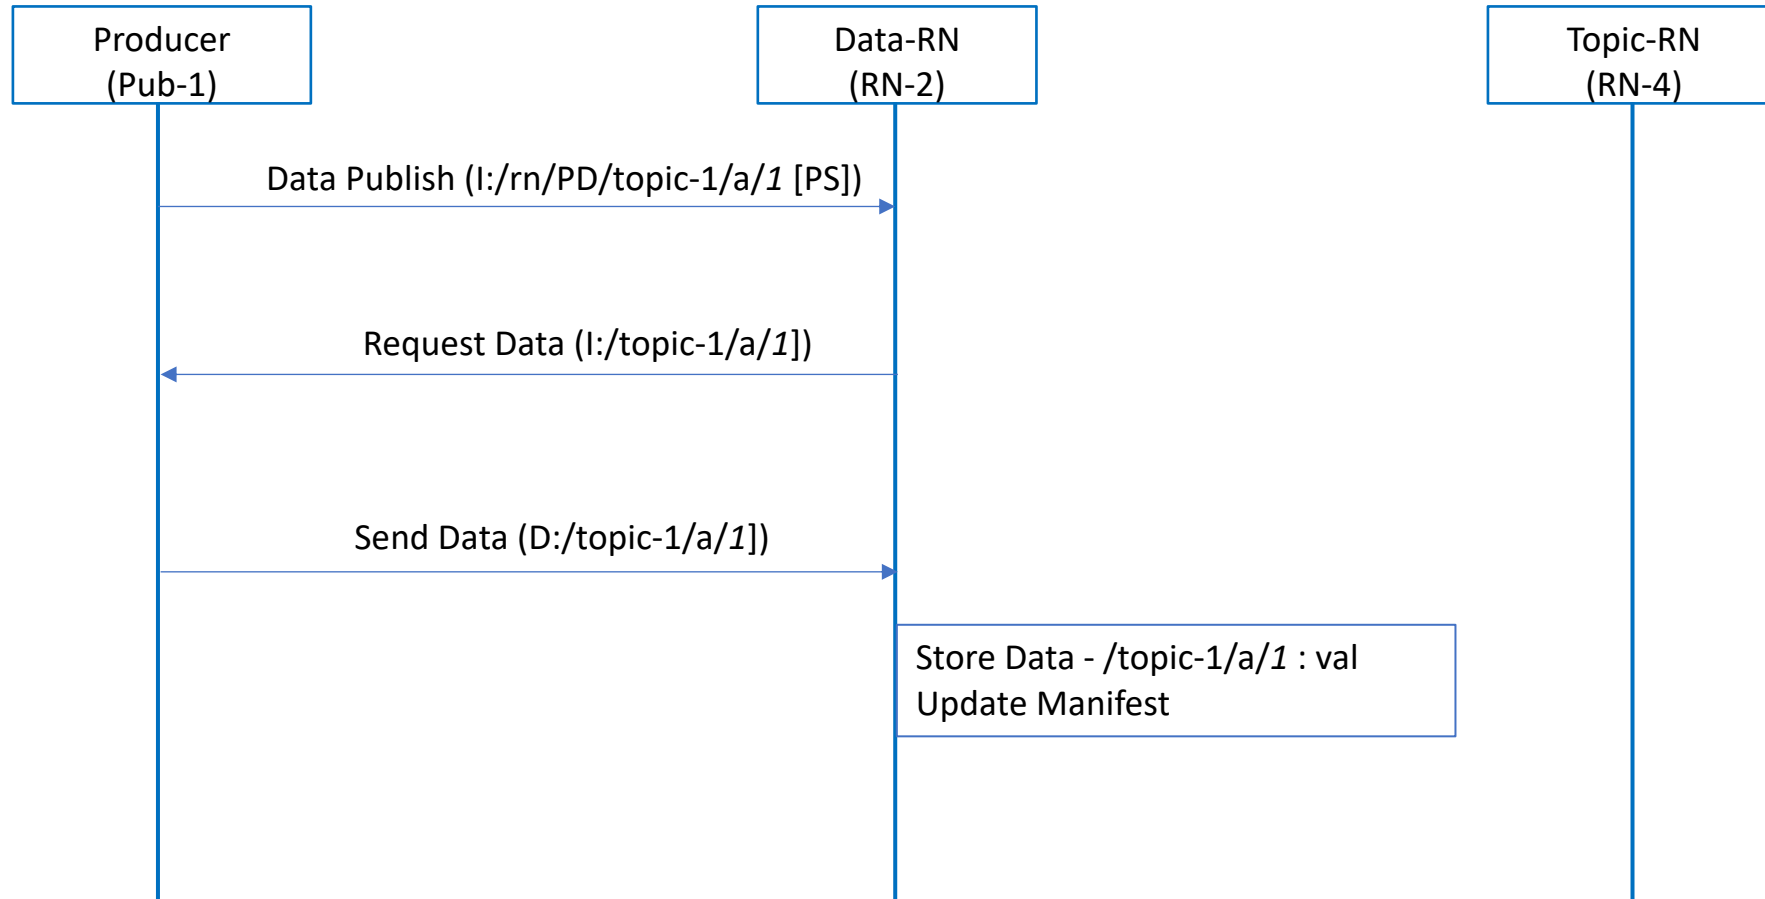 Producer
(Pub-1)
Data-RN
(RN-2)
Topic-RN
(RN-4)
Data Publish (I:/rn/PD/topic-1/a/1 [PS])
Request Data (I:/topic-1/a/1])
Send Data (D:/topic-1/a/1])
Store Data - /topic-1/a/1 : val
Update Manifest